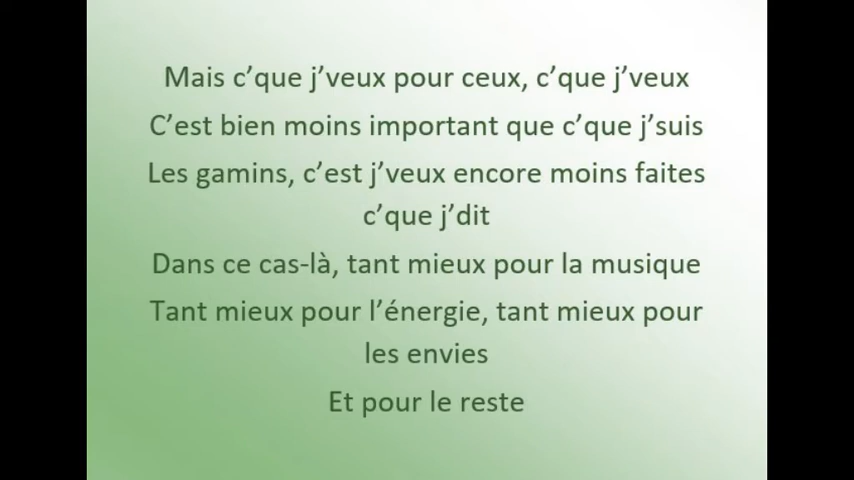 Mais c’que j’veux pour ceux, c’que j’veux
C’est bien moins important que c’que j’suis
Les gamins, c’est j’veux encore moins faites
c’que j’dit
Dans ce cas-là, tant mieux pour la musique
Tant mieux pour l’énergie, tant mieux pour
les envies
Et pour le reste